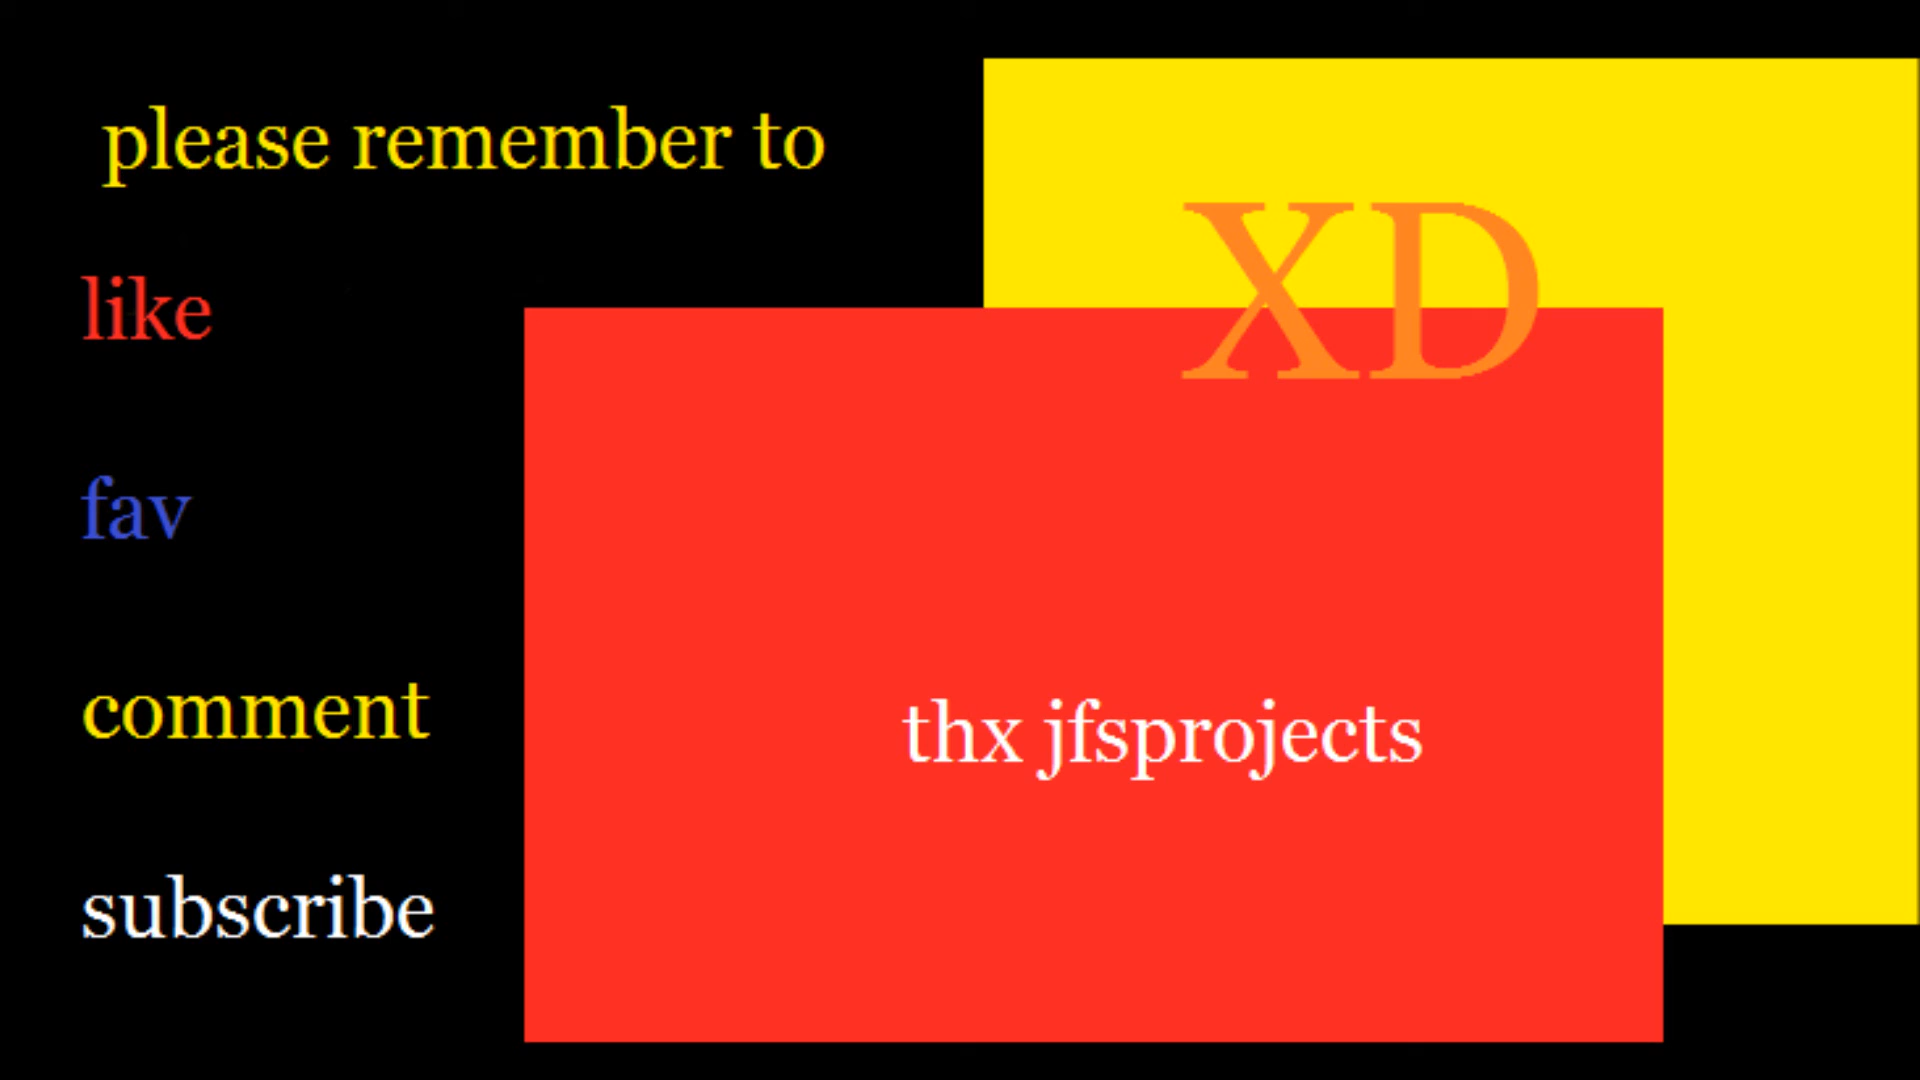 please remember to
like
fav
comment
subscribe
XD
thx jfsprojects